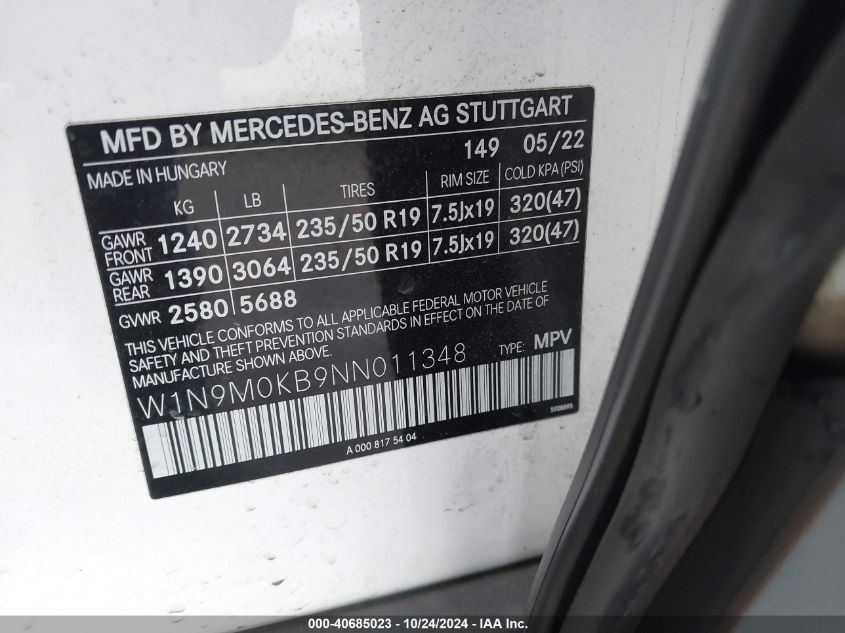 MFD BY MERCEDES-BENZ AG STUTTGART
149 05/22
MADE IN HUNGARY
KG LB TIRES RIM SIZE COLD KPA (PSI)
GAWR FRONT 1240 2734 235/50 R19 7.5Jx19 320(47)
GAWR REAR 1390 3064 235/50 R19 7.5Jx19 320(47)
GVWR 2580 5688
THIS VEHICLE CONFORMS TO ALL APPLICABLE FEDERAL MOTOR VEHICLE
SAFETY AND THEFT PREVENTION STANDARDS IN EFFECT ON THE DATE OF
MANUFACTURE SHOWN ABOVE.
W1N9M0KB9NN011348 TYPE: MPV
5908895
A 000 817 54 04
000-40685023 / 10/24/2024 - IAA Inc.